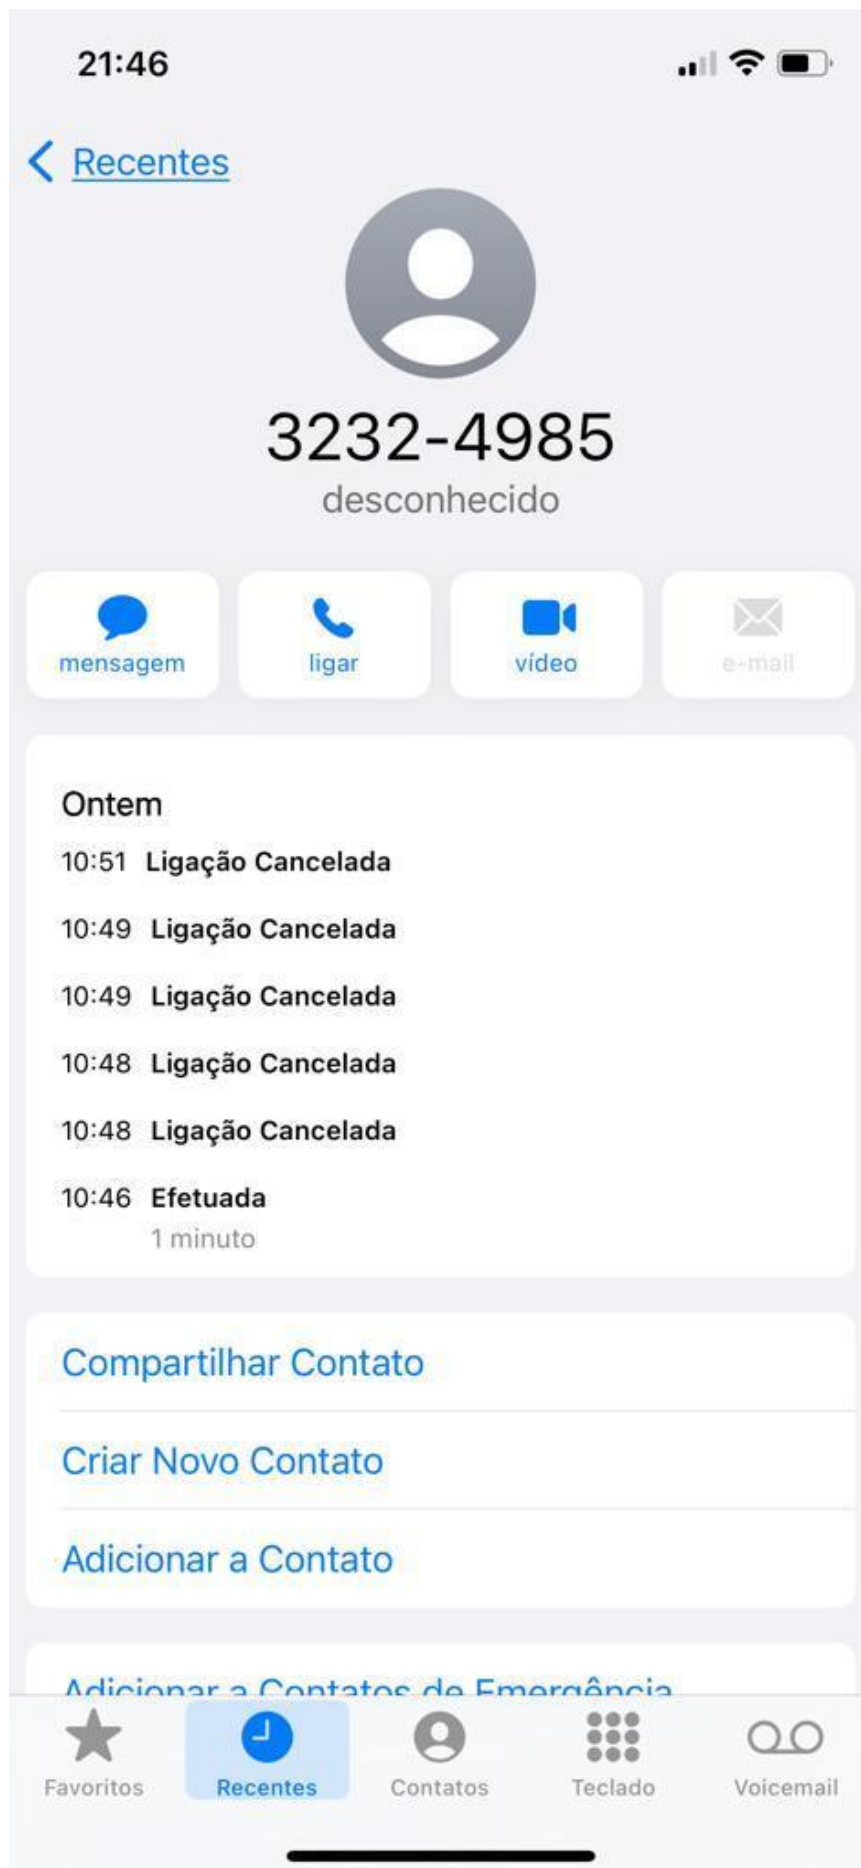 21:46
Recentes
3232-4985
desconhecido
mensagem
ligar
vídeo
e-mail
Ontem
10:51 Ligação Cancelada
10:49 Ligação Cancelada
10:49 Ligação Cancelada
10:48 Ligação Cancelada
10:48 Ligação Cancelada
10:46 Efetuada
1 minuto
Compartilhar Contato
Criar Novo Contato
Adicionar a Contato
Adicionar a Contatos de Emergência
Favoritos
Recentes
Contatos
Teclado
Voicemail